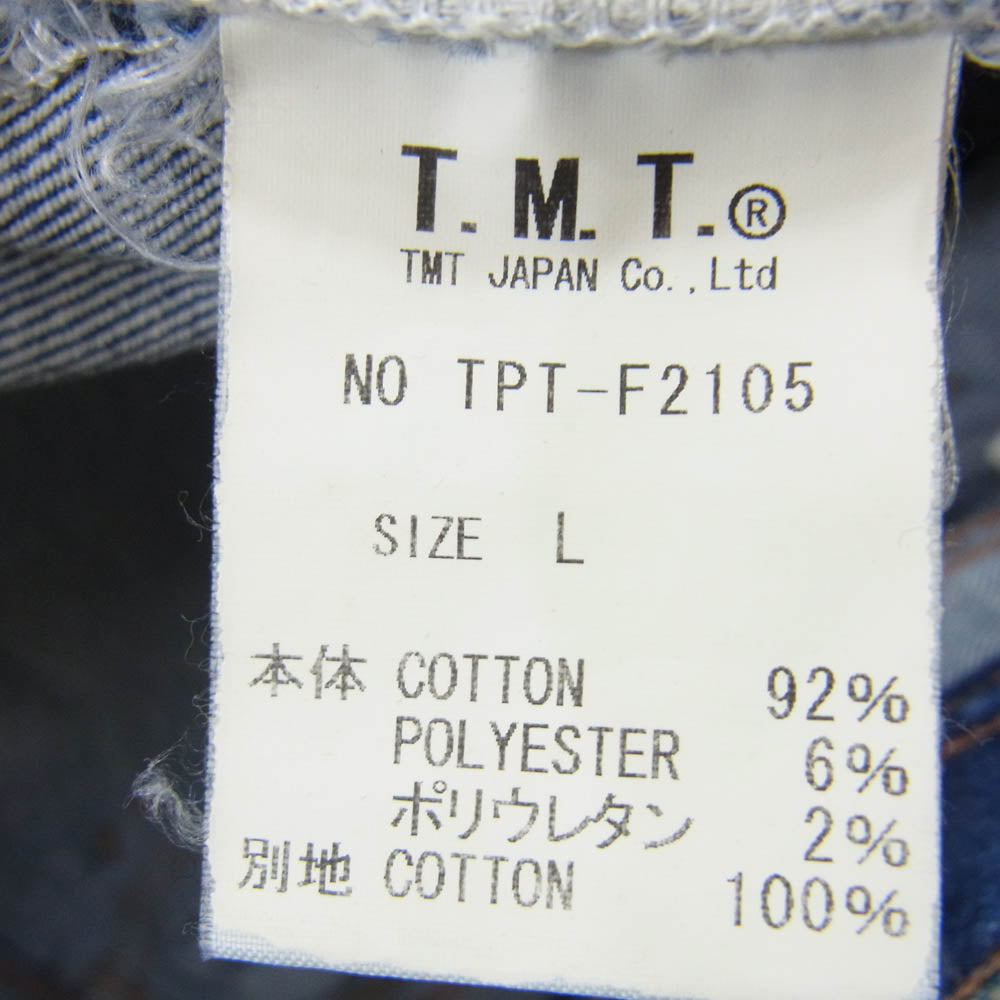 T.M.T.®
TMT JAPAN Co.,Ltd
NO TPT-F2105
SIZE L
本体 COTTON 92%
POLYESTER 6%
ポリウレタン 2%
別地 COTTON 100%